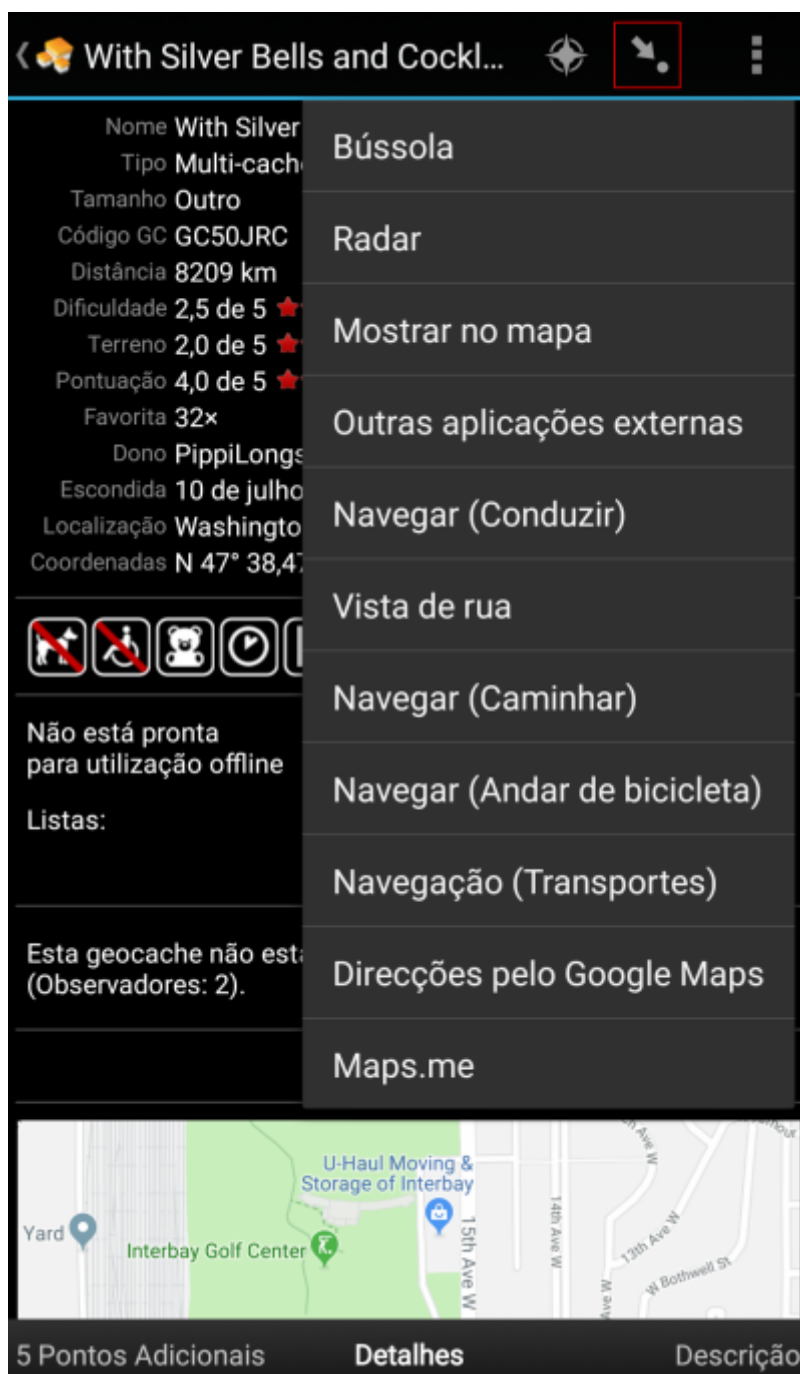 With Silver Bells and Cockl...
Nome With Silver
Tipo Multi-cach
Tamanho Outro
Código GC GC50JRC
Distância 8209 km
Dificuldade 2,5 de 5
Terreno 2,0 de 5
Pontuação 4,0 de 5
Favorita 32×
Dono PippiLongs
Escondida 10 de julho
Localização Washingto
Coordenadas N 47° 38,47
Não está pronta
para utilização offline
Listas:
Esta geocache não está
(Observadores: 2).
Bússola
Radar
Mostrar no mapa
Outras aplicações externas
Navegar (Conduzir)
Vista de rua
Navegar (Caminhar)
Navegar (Andar de bicicleta)
Navegação (Transportes)
Direcções pelo Google Maps
Maps.me
U-Haul Moving &
Storage of Interbay
Yard
Interbay Golf Center
15th Ave W
14th Ave W
13th Ave W
W Bothwell St
Ave W
Ave W
5 Pontos Adicionais
Detalhes
Descrição